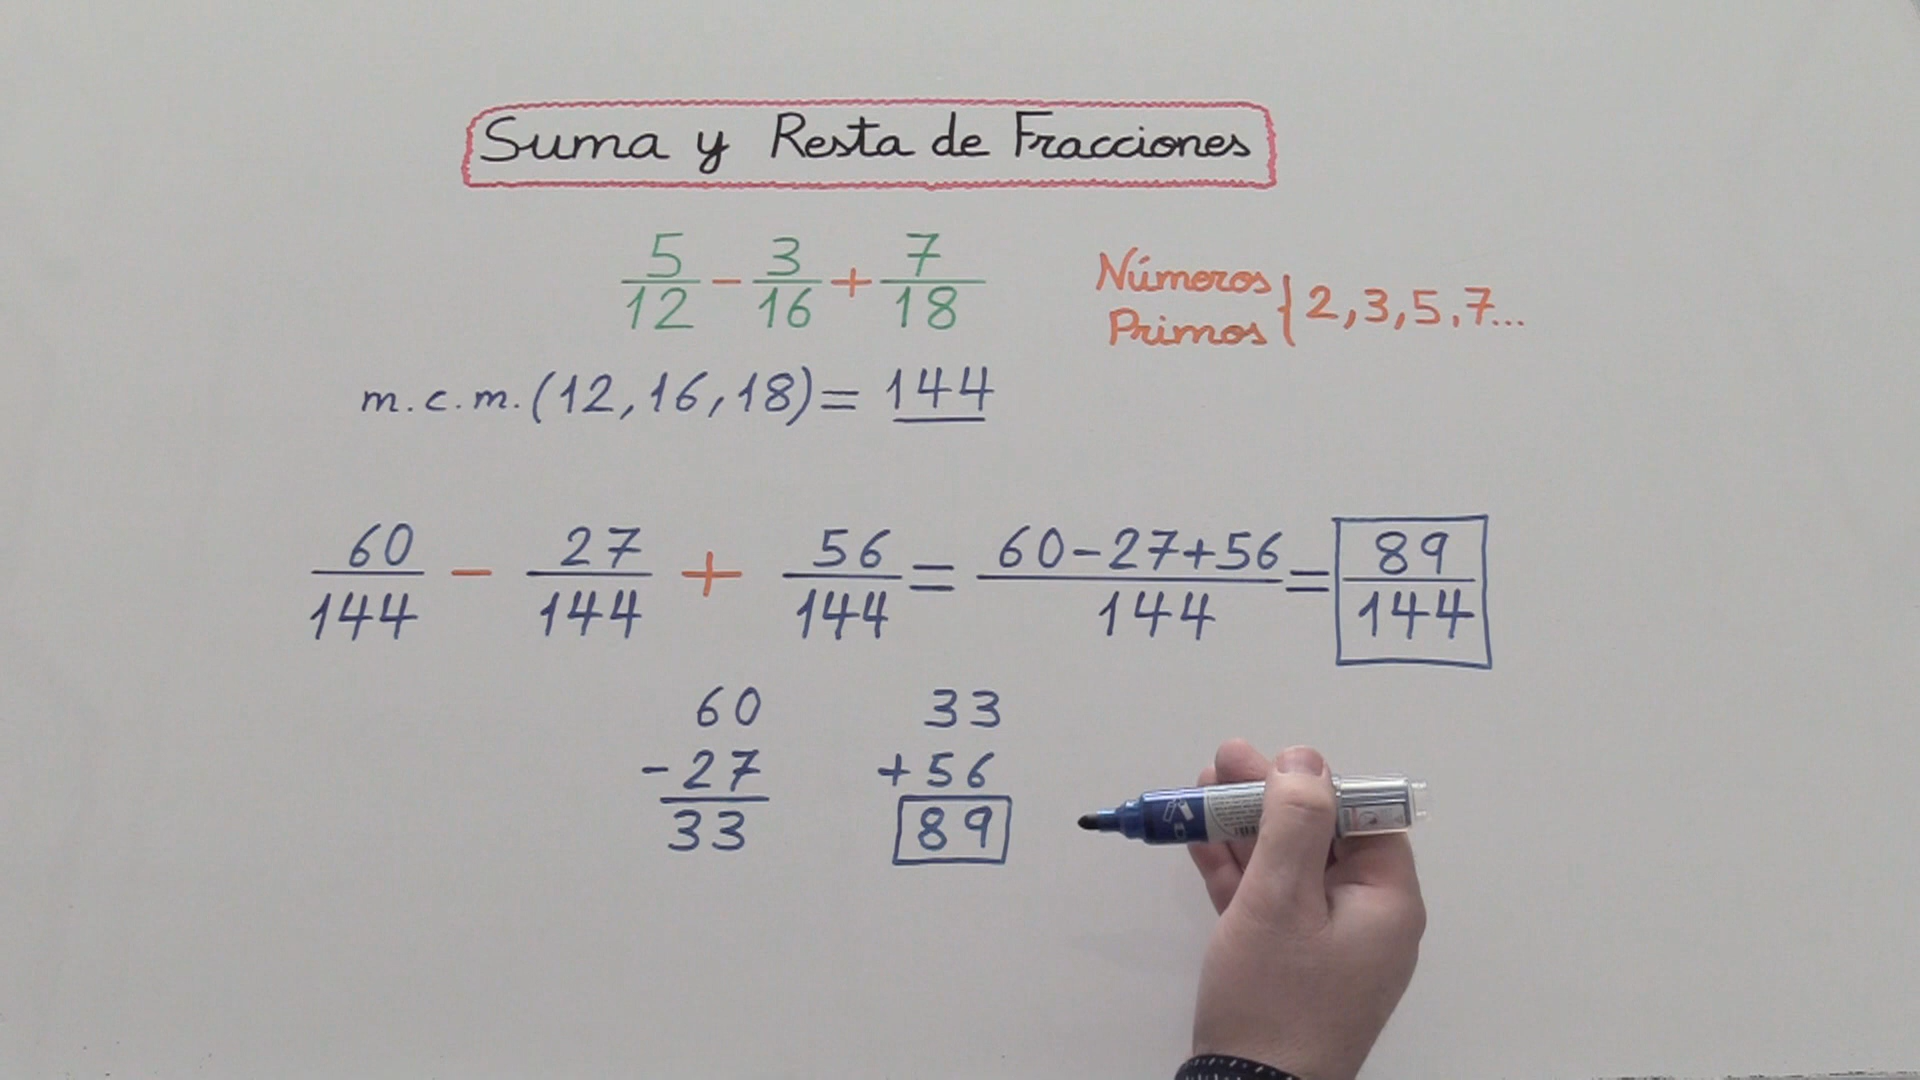 Suma y Resta de Fracciones
5/12 - 3/16 + 7/18
Números Primos { 2, 3, 5, 7...
m.c.m. (12, 16, 18) = 144
60/144 - 27/144 + 56/144 = 60-27+56/144 = 89/144
60
-27
33
33
+56
89